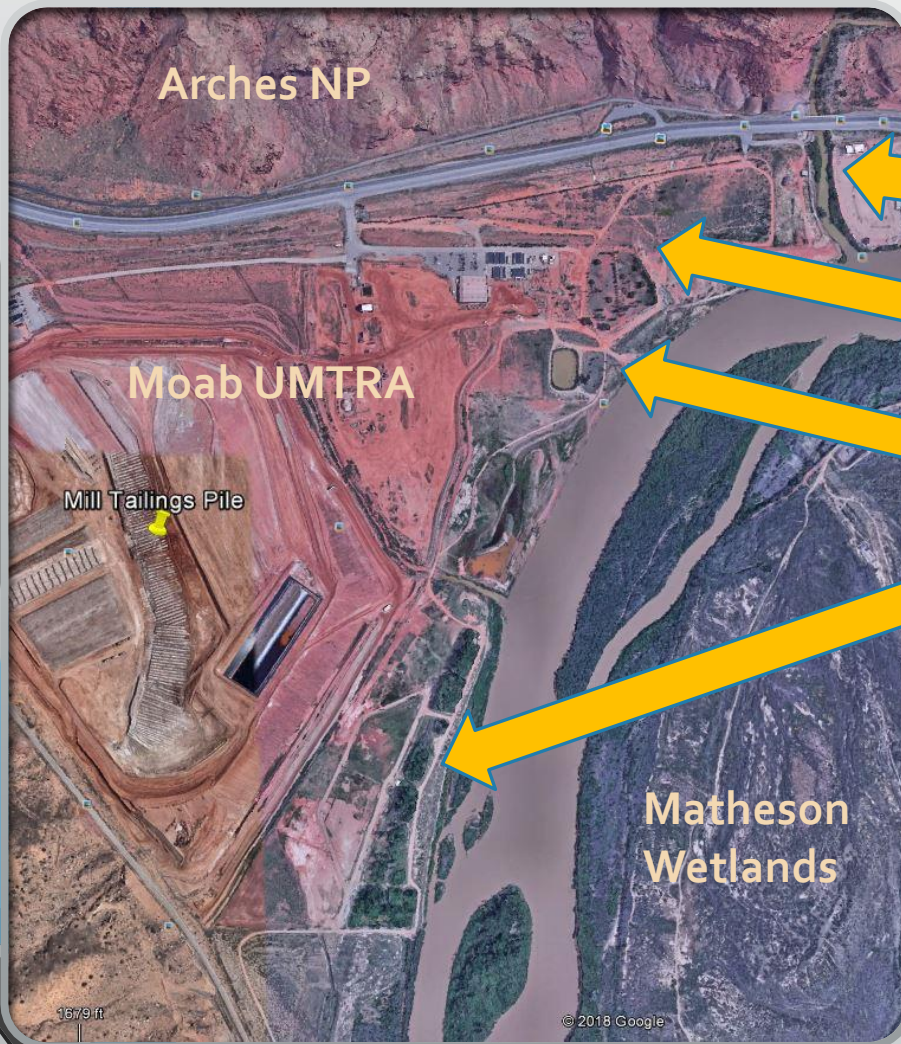 Arches NP
Moab UMTRA
Mill Tailings Pile
Matheson
Wetlands
1679 ft
© 2018 Google